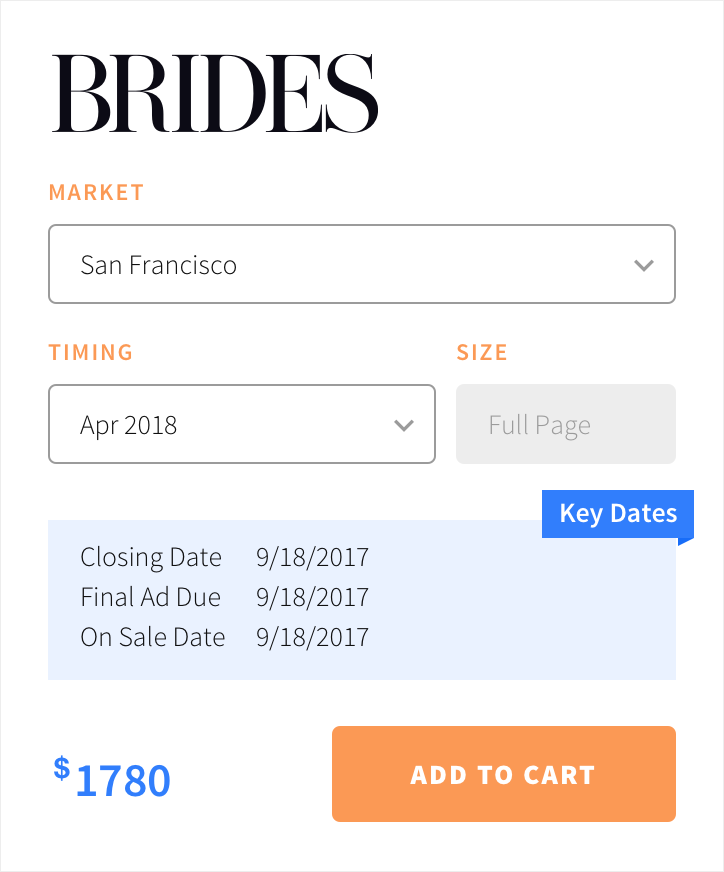 BRIDES
MARKET
San Francisco
TIMING
SIZE
Apr 2018
Full Page
Key Dates
Closing Date 9/18/2017
Final Ad Due 9/18/2017
On Sale Date 9/18/2017
$1780
ADD TO CART